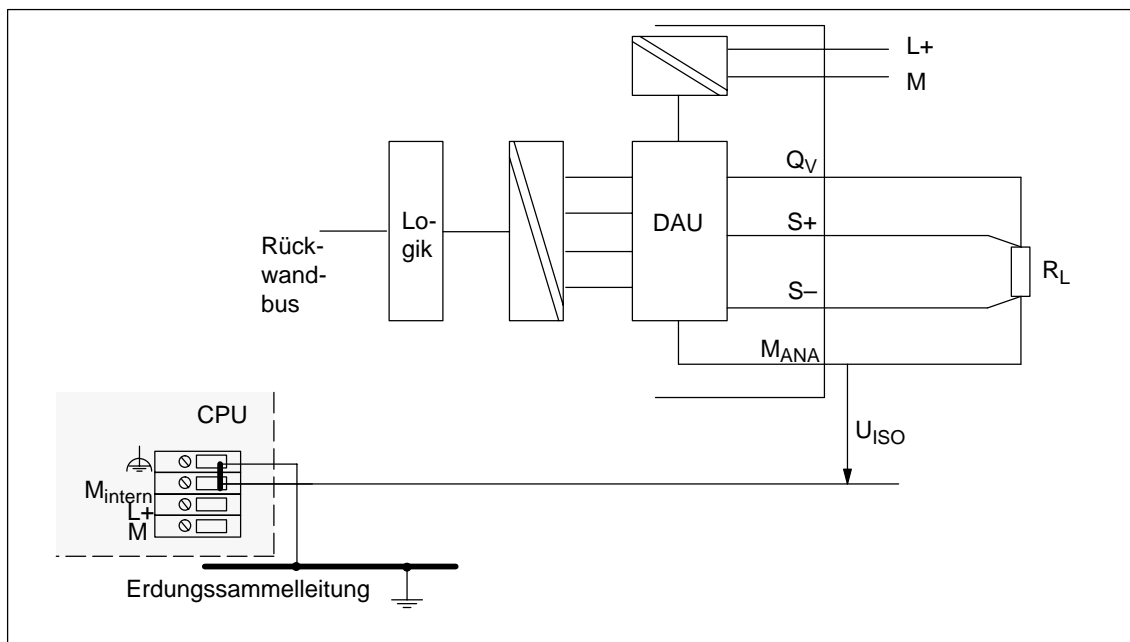 L+
M
Q_V
Lo-
gik
DAU
S+
Rück-
wand-
bus
R_L
S–
M_ANA
CPU
U_ISO
M_intern
L+
M
Erdungssammelleitung